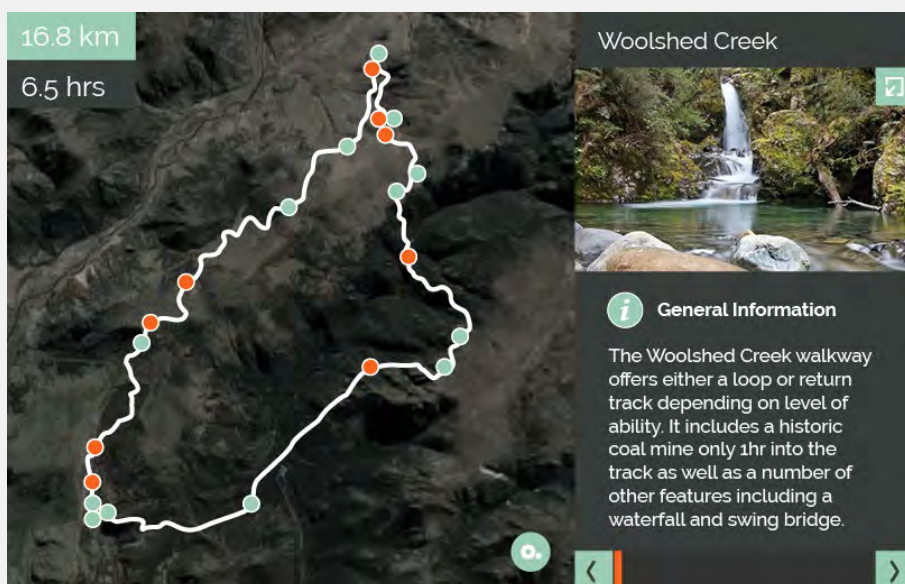 16.8 km
6.5 hrs
Woolshed Creek
i General Information
The Woolshed Creek walkway
offers either a loop or return
track depending on level of
ability. It includes a historic
coal mine only 1hr into the
track as well as a number of
other features including a
waterfall and swing bridge.